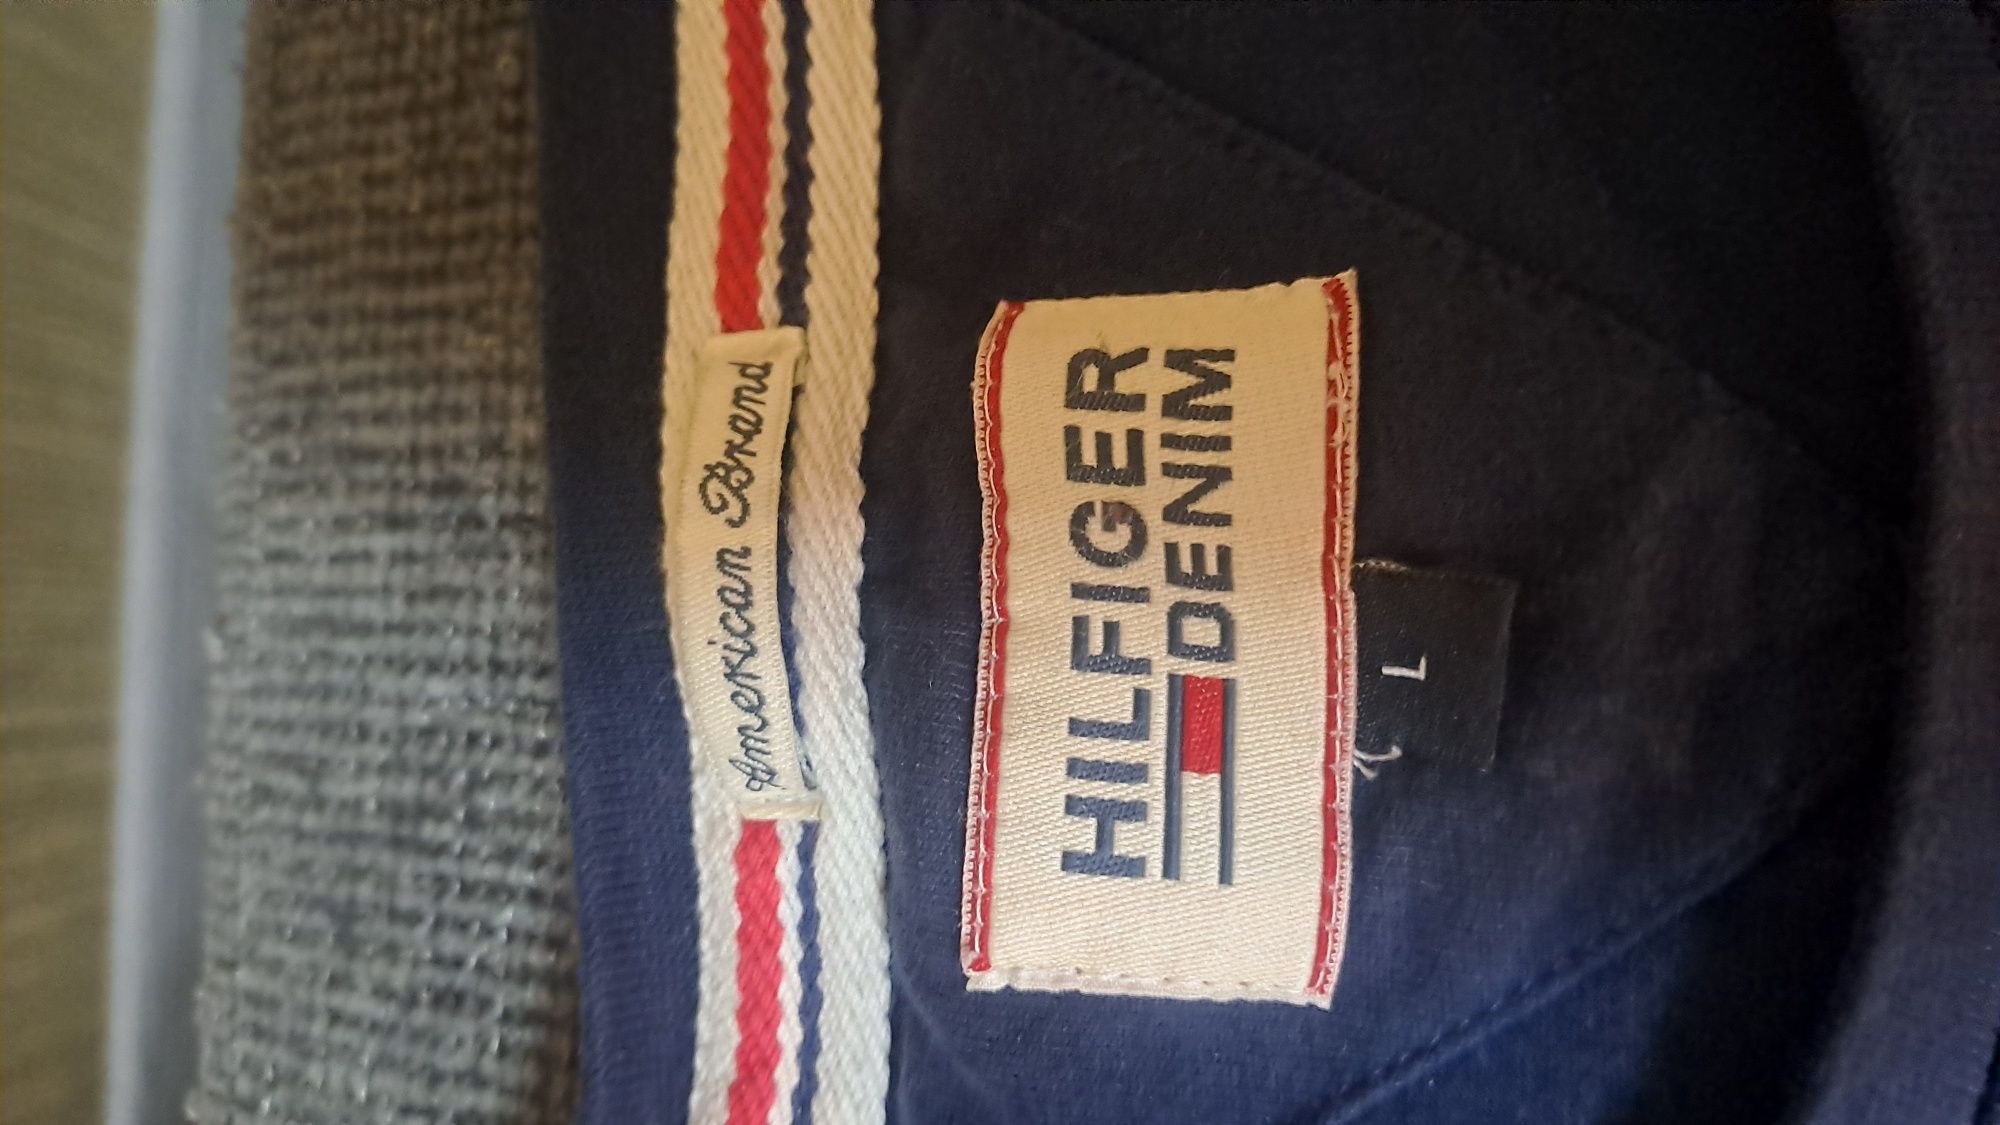 American Brand
HILFIGER
DENIM
L